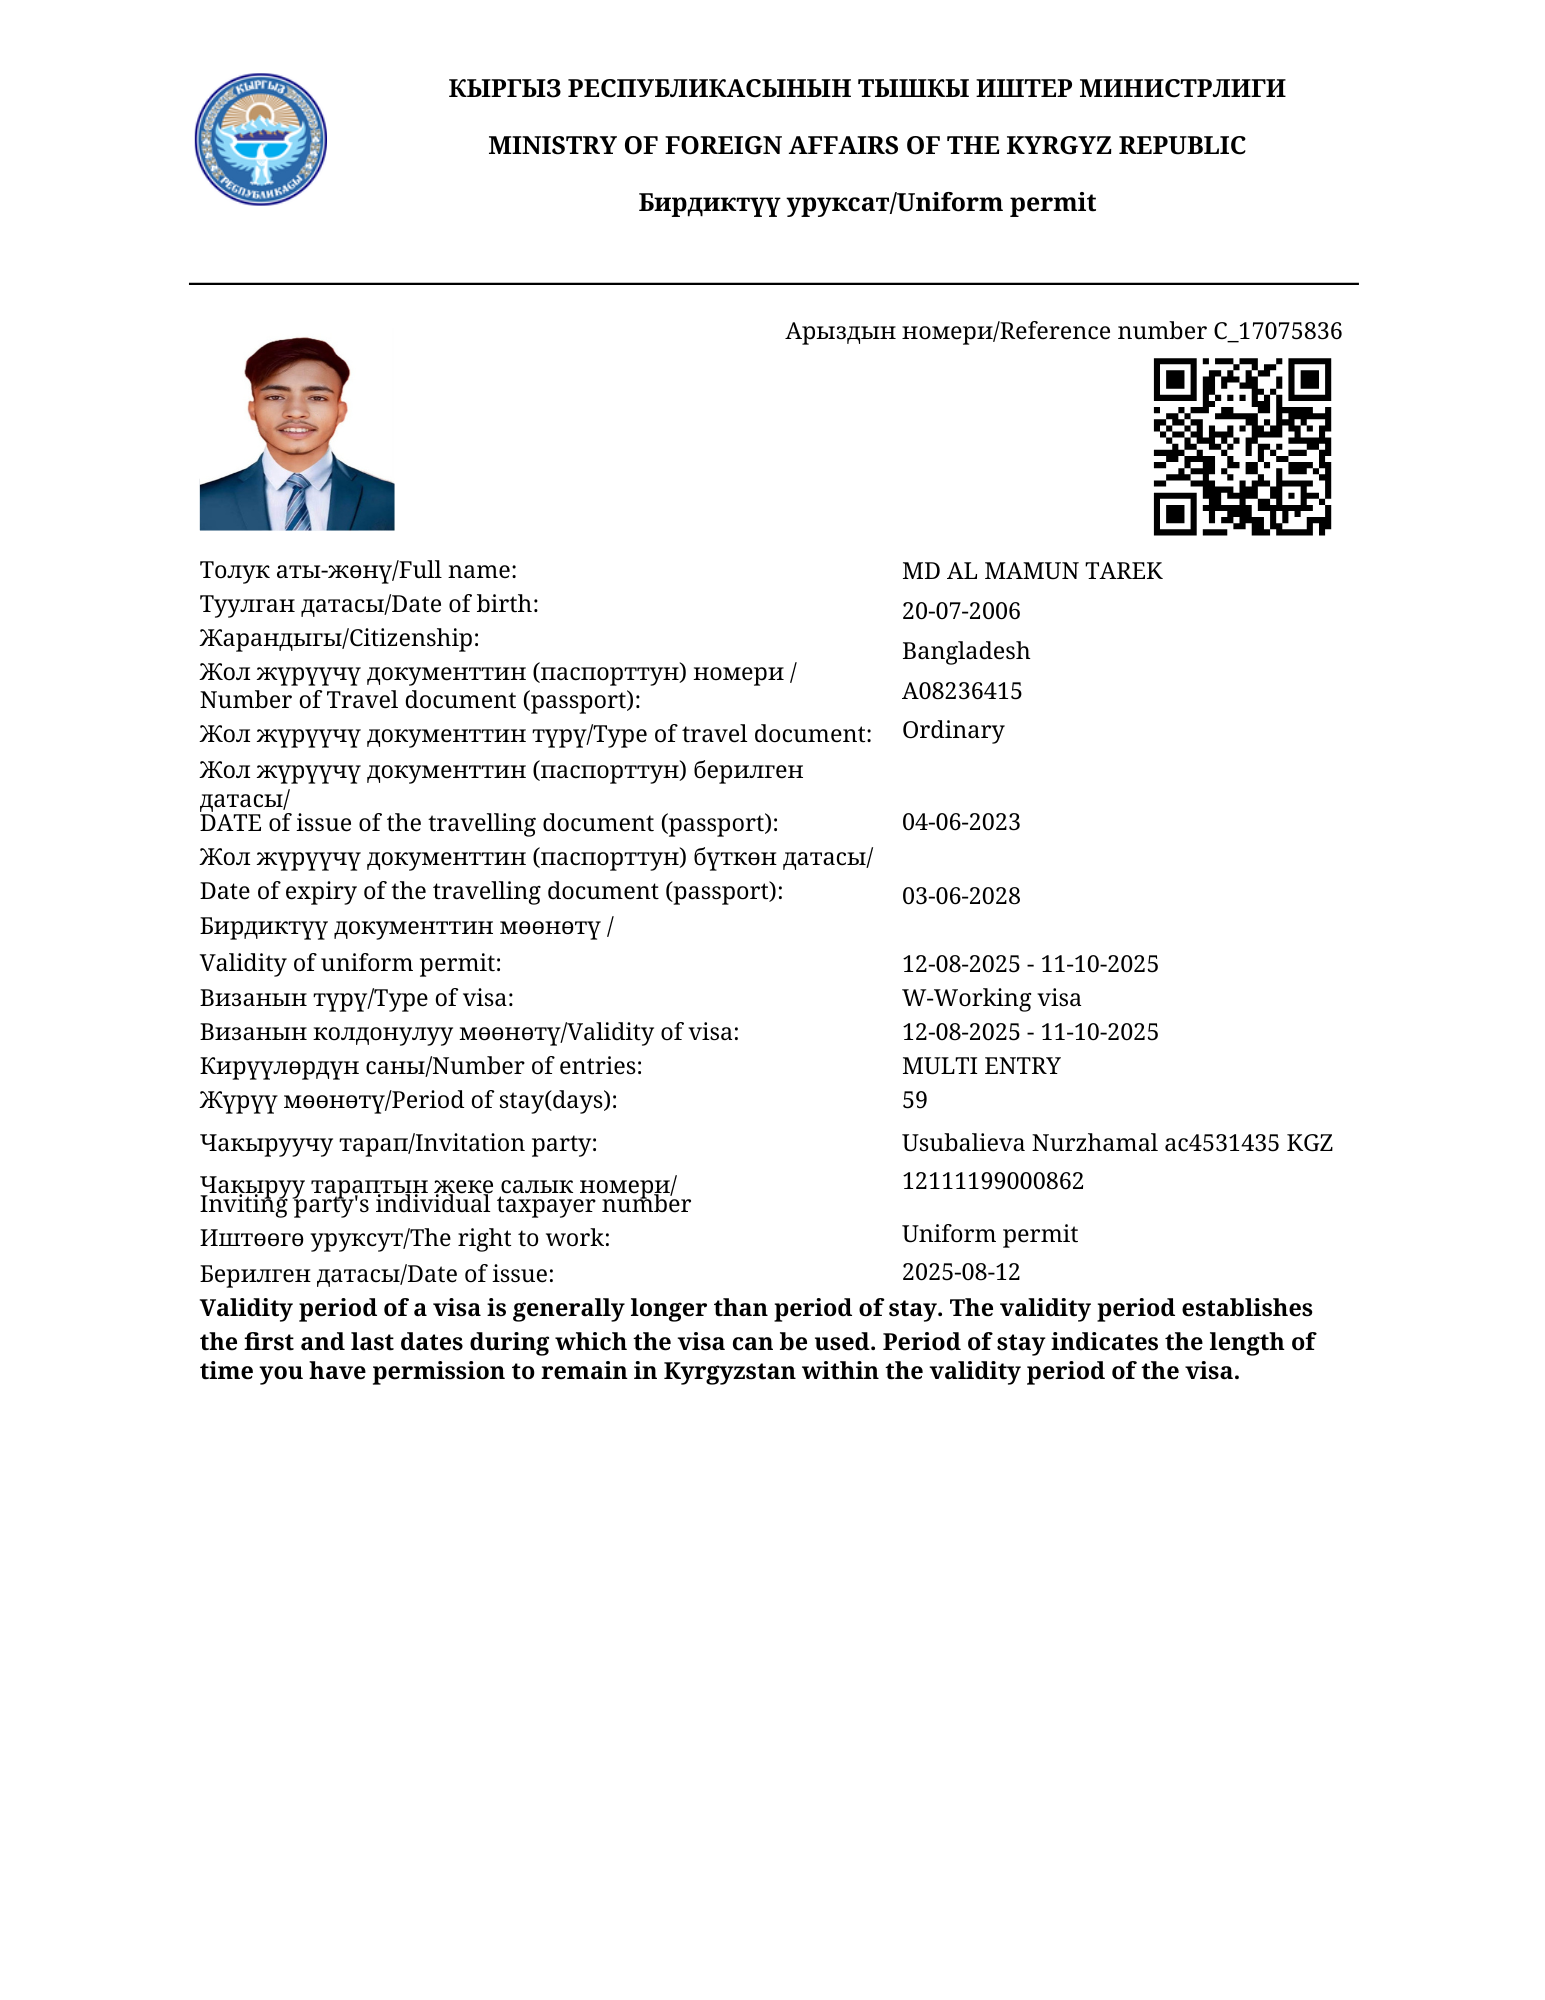 КЫРГЫЗ
РЕСПУБЛИКАСЫ
КЫРГЫЗ РЕСПУБЛИКАСЫНЫН ТЫШКЫ ИШТЕР МИНИСТРЛИГИ
MINISTRY OF FOREIGN AFFAIRS OF THE KYRGYZ REPUBLIC
Бирдиктүү уруксат/Uniform permit
Арыздын номери/Reference number C_17075836
Толук аты-жөнү/Full name: MD AL MAMUN TAREK
Туулган датасы/Date of birth: 20-07-2006
Жарандыгы/Citizenship: Bangladesh
Жол жүрүүчү документтин (паспорттун) номери /
Number of Travel document (passport): A08236415
Жол жүрүүчү документтин түрү/Type of travel document: Ordinary
Жол жүрүүчү документтин (паспорттун) берилген
датасы/
DATE of issue of the travelling document (passport): 04-06-2023
Жол жүрүүчү документтин (паспорттун) бүткөн датасы/
Date of expiry of the travelling document (passport): 03-06-2028
Бирдиктүү документтин мөөнөтү /
Validity of uniform permit: 12-08-2025 - 11-10-2025
Визанын түрү/Type of visa: W-Working visa
Визанын колдонулуу мөөнөтү/Validity of visa: 12-08-2025 - 11-10-2025
Кирүүлөрдүн саны/Number of entries: MULTI ENTRY
Жүрүү мөөнөтү/Period of stay(days): 59
Чакыруучу тарап/Invitation party: Usubalieva Nurzhamal ac4531435 KGZ
Чакыруу тараптын жеке салык номери/ 12111199000862
Inviting party's individual taxpayer number
Иштөөгө уруксут/The right to work: Uniform permit
Берилген датасы/Date of issue: 2025-08-12
Validity period of a visa is generally longer than period of stay. The validity period establishes
the first and last dates during which the visa can be used. Period of stay indicates the length of
time you have permission to remain in Kyrgyzstan within the validity period of the visa.